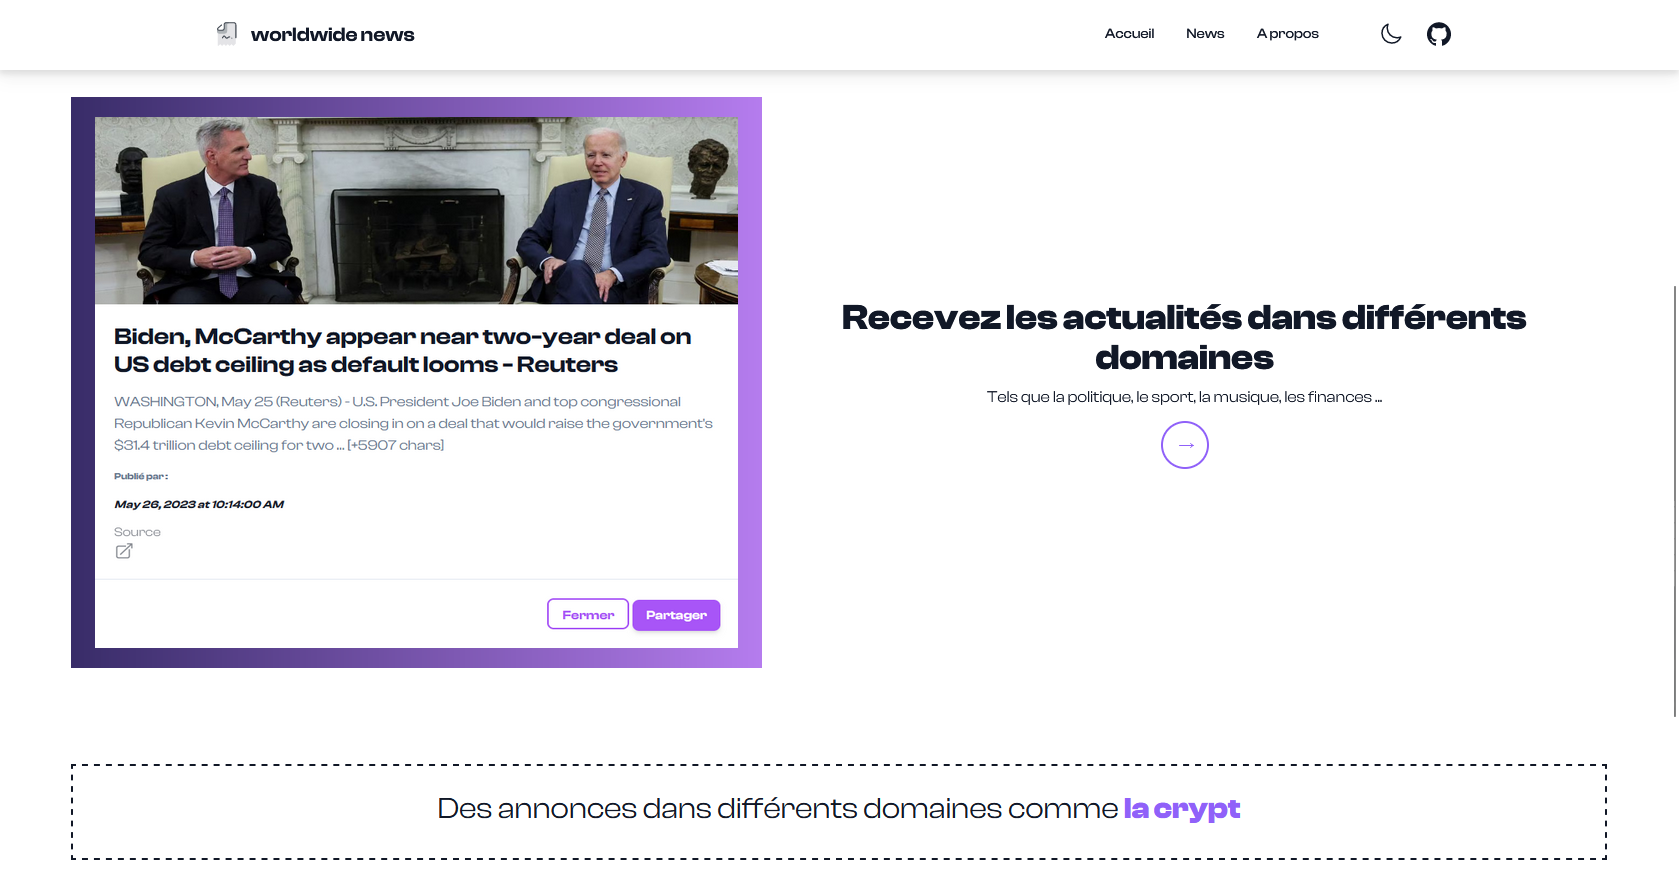 worldwide news
Accueil
News
A propos
Biden, McCarthy appear near two-year deal on
US debt ceiling as default looms - Reuters
WASHINGTON, May 25 (Reuters) - U.S. President Joe Biden and top congressional
Republican Kevin McCarthy are closing in on a deal that would raise the government's
$31.4 trillion debt ceiling for two ... [+5907 chars]
Publié par :
May 26, 2023 at 10:14:00 AM
Source
Fermer
Partager
Recevez les actualités dans différents
domaines
Tels que la politique, le sport, la musique, les finances ...
→
Des annonces dans différents domaines comme la crypt